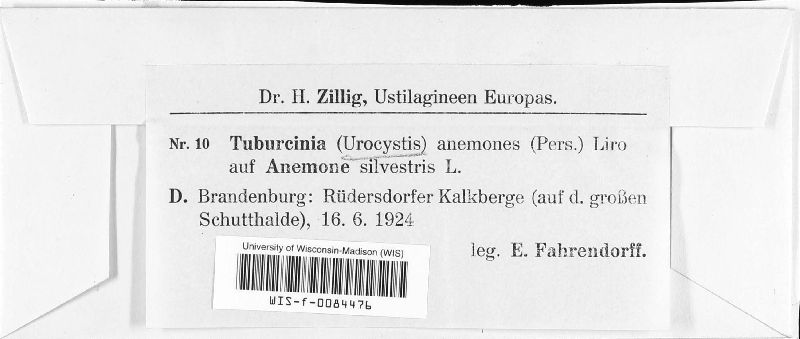 Dr. H. Zillig, Ustilagineen Europas.
Nr. 10 Tuburcinia (Urocystis) anemones (Pers.) Liro
auf Anemone silvestris L.
D. Brandenburg: Rüdersdorfer Kalkberge (auf d. großen
Schutthalde), 16. 6. 1924
leg. E. Fahrendorff.
University of Wisconsin-Madison (WIS)
WIS-f-0084476